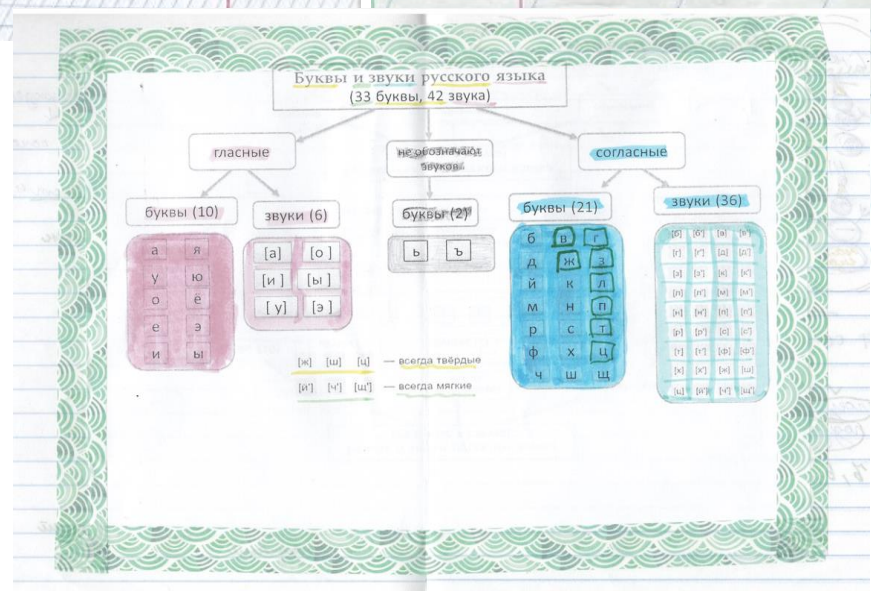 Буквы и звуки русского языка
(33 буквы, 42 звука)
гласные
не обозначают
звуков
согласные
буквы (10)
звуки (6)
буквы (2)
буквы (21)
звуки (36)
а я
у ю
о ё
е э
и ы
[а] [о ]
[и ] [ы ]
[ у] [э ]
ь ъ
б в г
д ж з
й к л
м н п
р с т
ф х ц
ч ш щ
[б] [б'] [в] [в']
[г] [г'] [д] [д']
[з] [з'] [к] [к']
[л] [л'] [м] [м']
[н] [н'] [п] [п']
[р] [р'] [с] [с']
[т] [т'] [ф] [ф']
[х] [х'] [ж] [ш]
[ц] [й'] [ч'] [щ']
[ж] [ш] [ц] — всегда твёрдые
[й'] [ч'] [щ'] — всегда мягкие